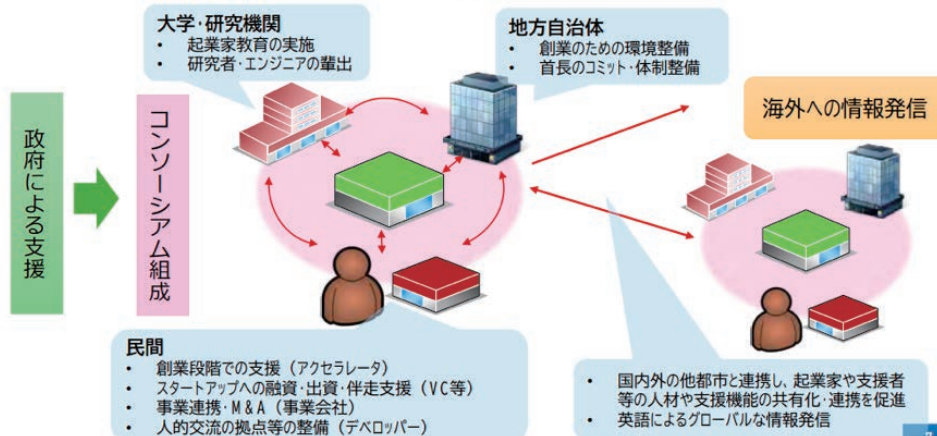 大学・研究機関
• 起業家教育の実施
• 研究者・エンジニアの輩出
地方自治体
• 創業のための環境整備
• 首長のコミット・体制整備
政府による支援
コンソーシアム組成
海外への情報発信
民間
• 創業段階での支援（アクセラレータ）
• スタートアップへの融資・出資・伴走支援（ＶＣ等）
• 事業連携・Ｍ＆Ａ（事業会社）
• 人的交流の拠点等の整備（デベロッパー）
• 国内外の他都市と連携し、起業家や支援者
等の人材や支援機能の共有化・連携を促進
• 英語によるグローバルな情報発信